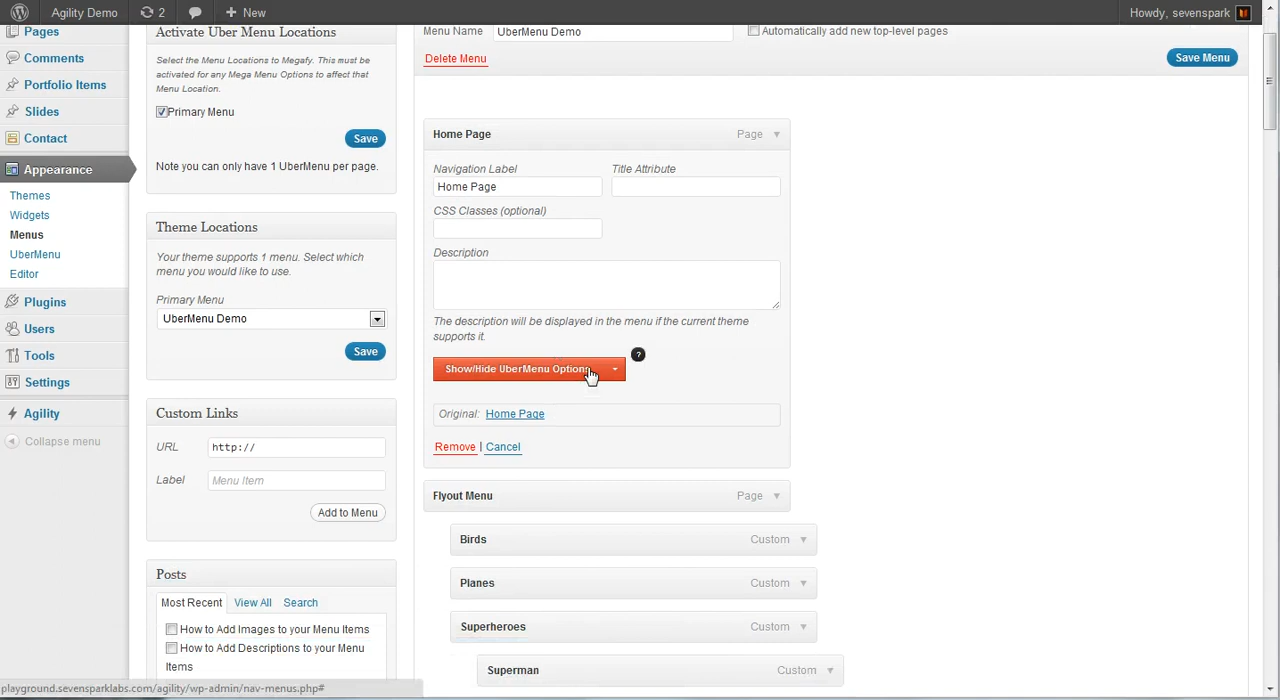 Agility Demo
2
New
Howdy, sevenspark
Pages
Comments
Portfolio Items
Slides
Contact
Appearance
Themes
Widgets
Menus
UberMenu
Editor
Plugins
Users
Tools
Settings
Agility
Collapse menu
Activate Uber Menu Locations
Select the Menu Locations to Megafy. This must be
activated for any Mega Menu Options to affect that
Menu Location.
Primary Menu
Save
Note you can only have 1 UberMenu per page.
Theme Locations
Your theme supports 1 menu. Select which
menu you would like to use.
Primary Menu
UberMenu Demo
Save
Custom Links
URL http://
Label Menu Item
Add to Menu
Posts
Most Recent View All Search
How to Add Images to your Menu Items
How to Add Descriptions to your Menu
Items
Menu Name UberMenu Demo Automatically add new top-level pages
Delete Menu Save Menu
Home Page Page
Navigation Label Title Attribute
Home Page
CSS Classes (optional)
Description
The description will be displayed in the menu if the current theme
supports it.
Show/Hide UberMenu Options ?
Original: Home Page
Remove | Cancel
Flyout Menu Page
Birds Custom
Planes Custom
Superheroes Custom
Superman Custom
playground.sevensparklabs.com/agility/wp-admin/nav-menus.php#